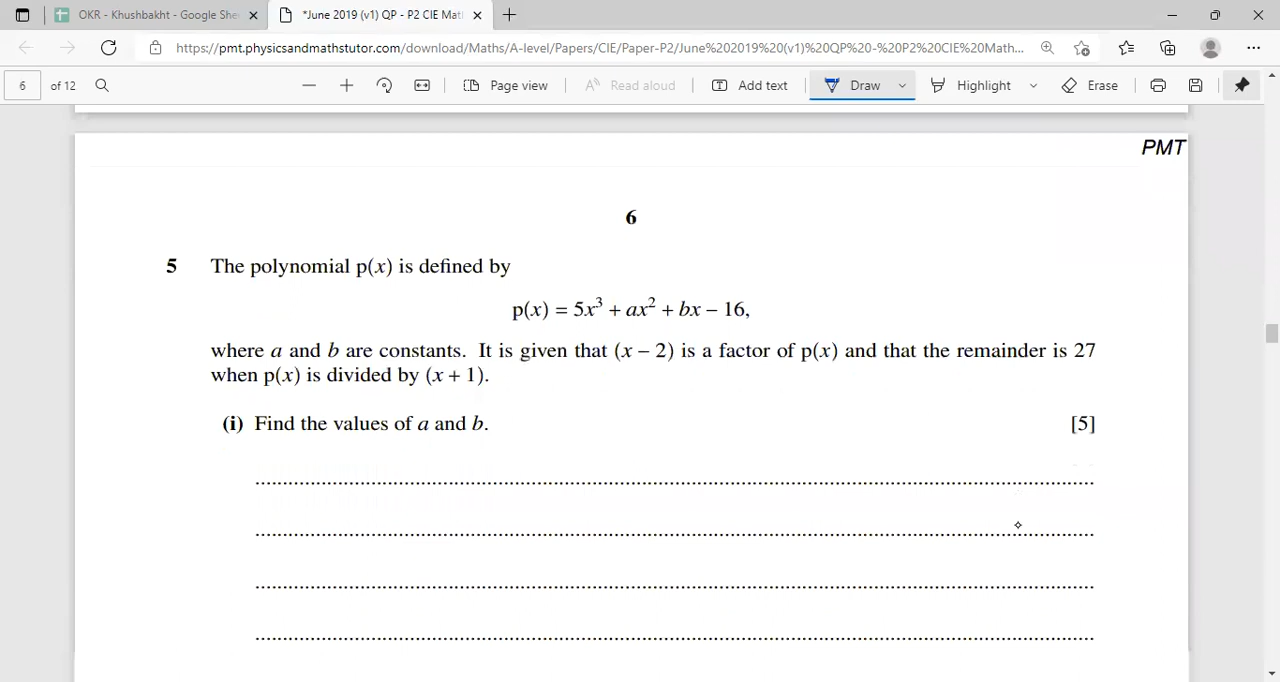 OKR - Khushbakht - Google She
*June 2019 (v1) QP - P2 CIE Mat
https://pmt.physicsandmathstutor.com/download/Maths/A-level/Papers/CIE/Paper-P2/June%202019%20(v1)%20QP%20-%20P2%20CIE%20Math...
6 of 12 Page view Read aloud Add text Draw Highlight Erase
PMT
6
5 The polynomial p(x) is defined by
p(x) = 5x³ + ax² + bx − 16,
where a and b are constants. It is given that (x − 2) is a factor of p(x) and that the remainder is 27
when p(x) is divided by (x + 1).
(i) Find the values of a and b. [5]